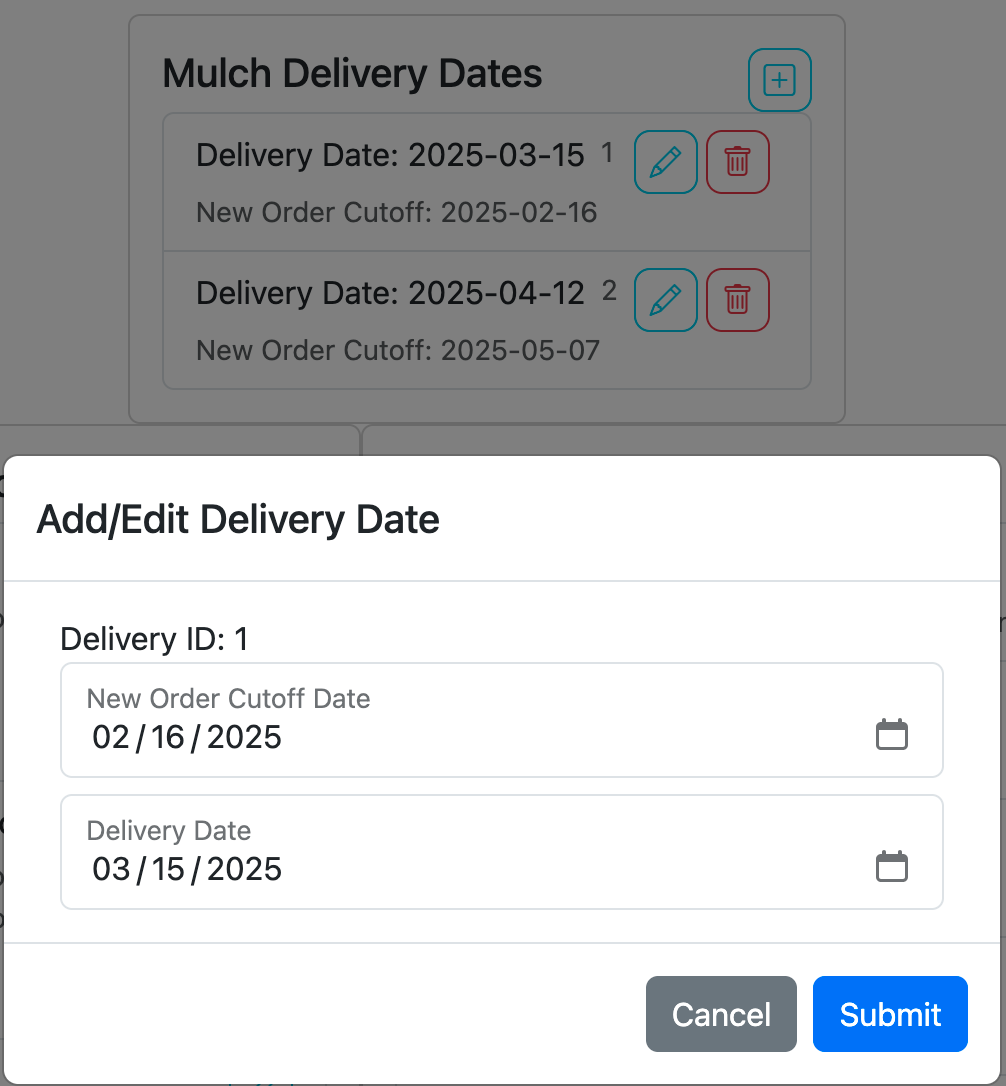 Mulch Delivery Dates
Delivery Date: 2025-03-15 1
New Order Cutoff: 2025-02-16
Delivery Date: 2025-04-12 2
New Order Cutoff: 2025-05-07
Add/Edit Delivery Date
Delivery ID: 1
New Order Cutoff Date
02/16/2025
Delivery Date
03/15/2025
Cancel
Submit